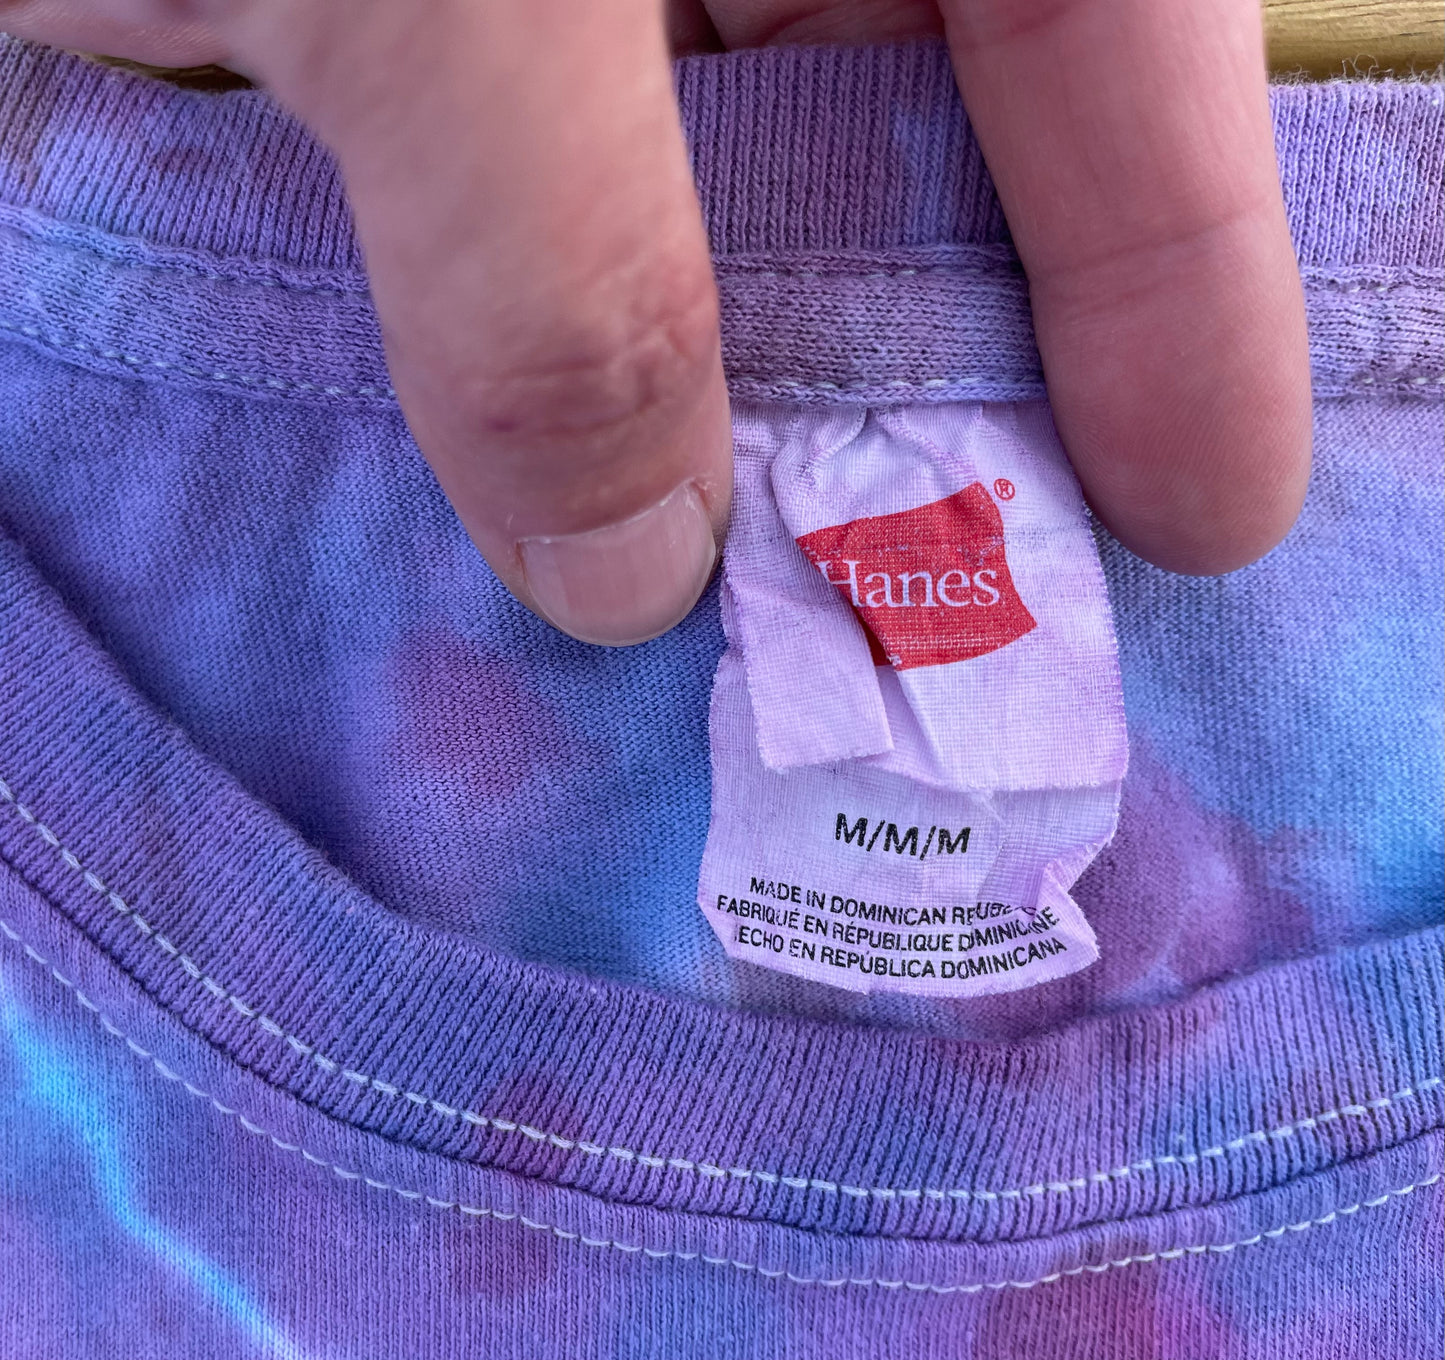 Hanes®
M/M/M
MADE IN DOMINICAN
FABRIQUÉ EN RÉPUBLIQUE DOMINICAINE
ECHO EN REPÚBLICA DOMINICANA